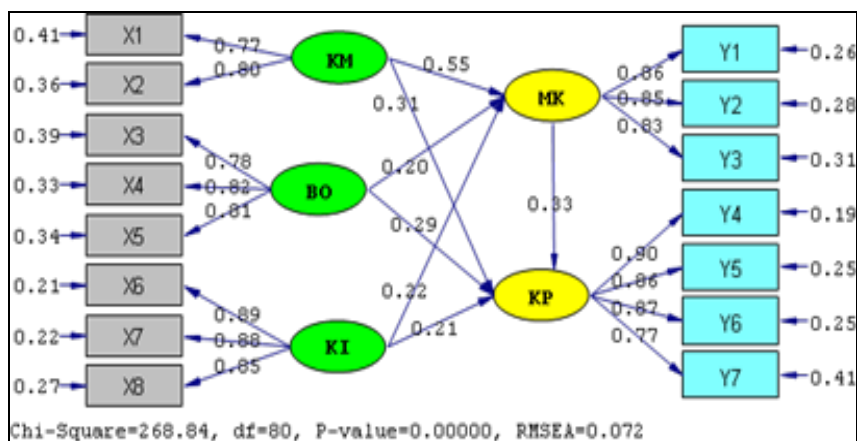 0.41 X1 0.77 KM 0.55 MK 0.86 Y1 0.26
0.36 X2 0.80 0.31 0.85 Y2 0.28
0.39 X3 0.78 0.20 0.83 Y3 0.31
0.33 X4 0.82 BO 0.33 Y4 0.19
0.34 X5 0.81 0.29 0.90 Y5 0.25
0.21 X6 0.89 0.22 KP 0.86 Y6 0.25
0.22 X7 0.88 KI 0.21 0.87 Y7 0.41
0.27 X8 0.85 0.77
Chi-Square=268.84, df=80, P-value=0.00000, RMSEA=0.072